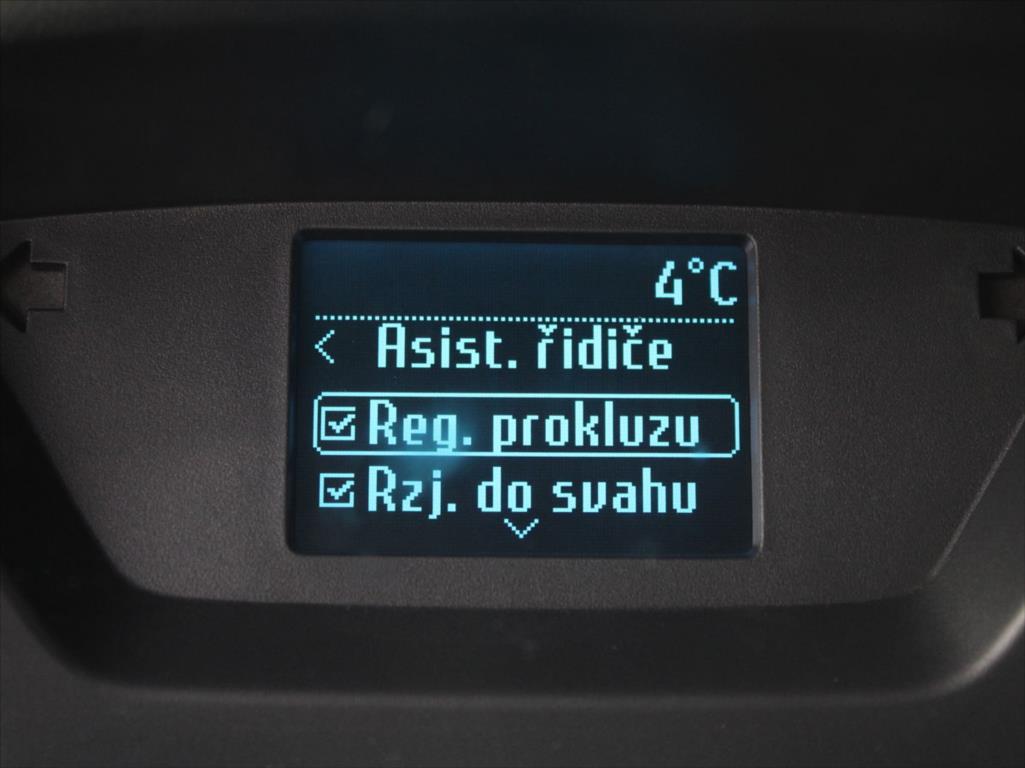 4°C
< Asist. řidiče
Reg. prokluzu
Rzj. do svahu